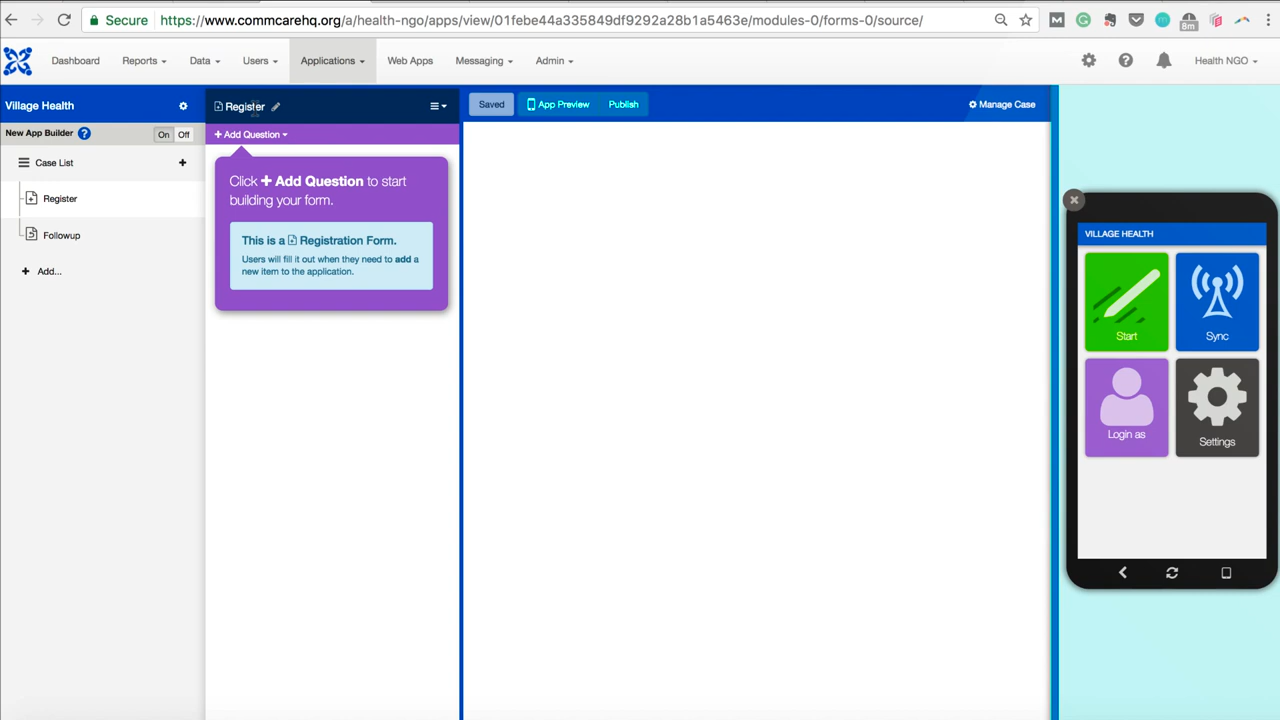 Secure https://www.commcarehq.org/a/health-ngo/apps/view/01febe44a335849df9292a28b1a5463e/modules-0/forms-0/source/
8m
Dashboard Reports Data Users Applications Web Apps Messaging Admin Health NGO
Village Health
Register
Saved App Preview Publish Manage Case
New App Builder ? On Off
+ Add Question
Case List
Click + Add Question to start
building your form.
Register
This is a Registration Form.
Users will fill it out when they need to add a
new item to the application.
Followup
Add...
VILLAGE HEALTH
Start
Sync
Login as
Settings